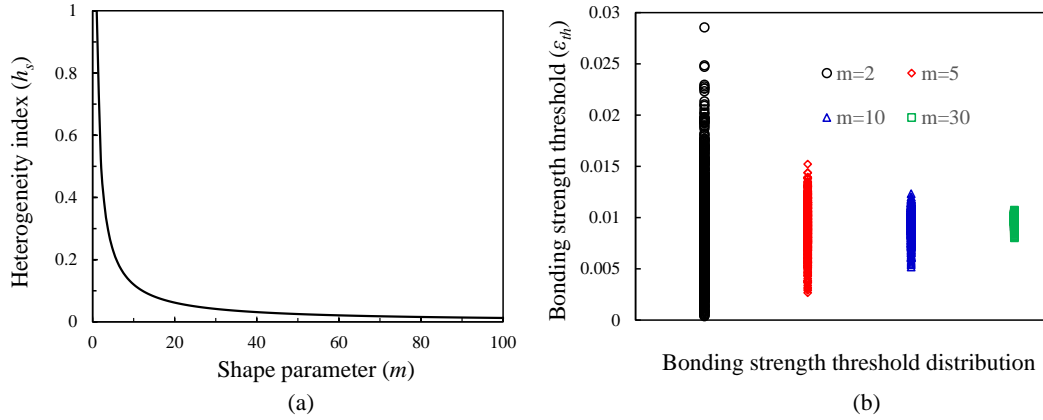 1
0.8
0.6
0.4
0.2
0
0 20 40 60 80 100
Heterogeneity index (hs)
Shape parameter (m)
(a)
0.03
0.025
0.02
0.015
0.01
0.005
0
Bonding strength threshold (εth)
m=2 m=5
m=10 m=30
Bonding strength threshold distribution
(b)